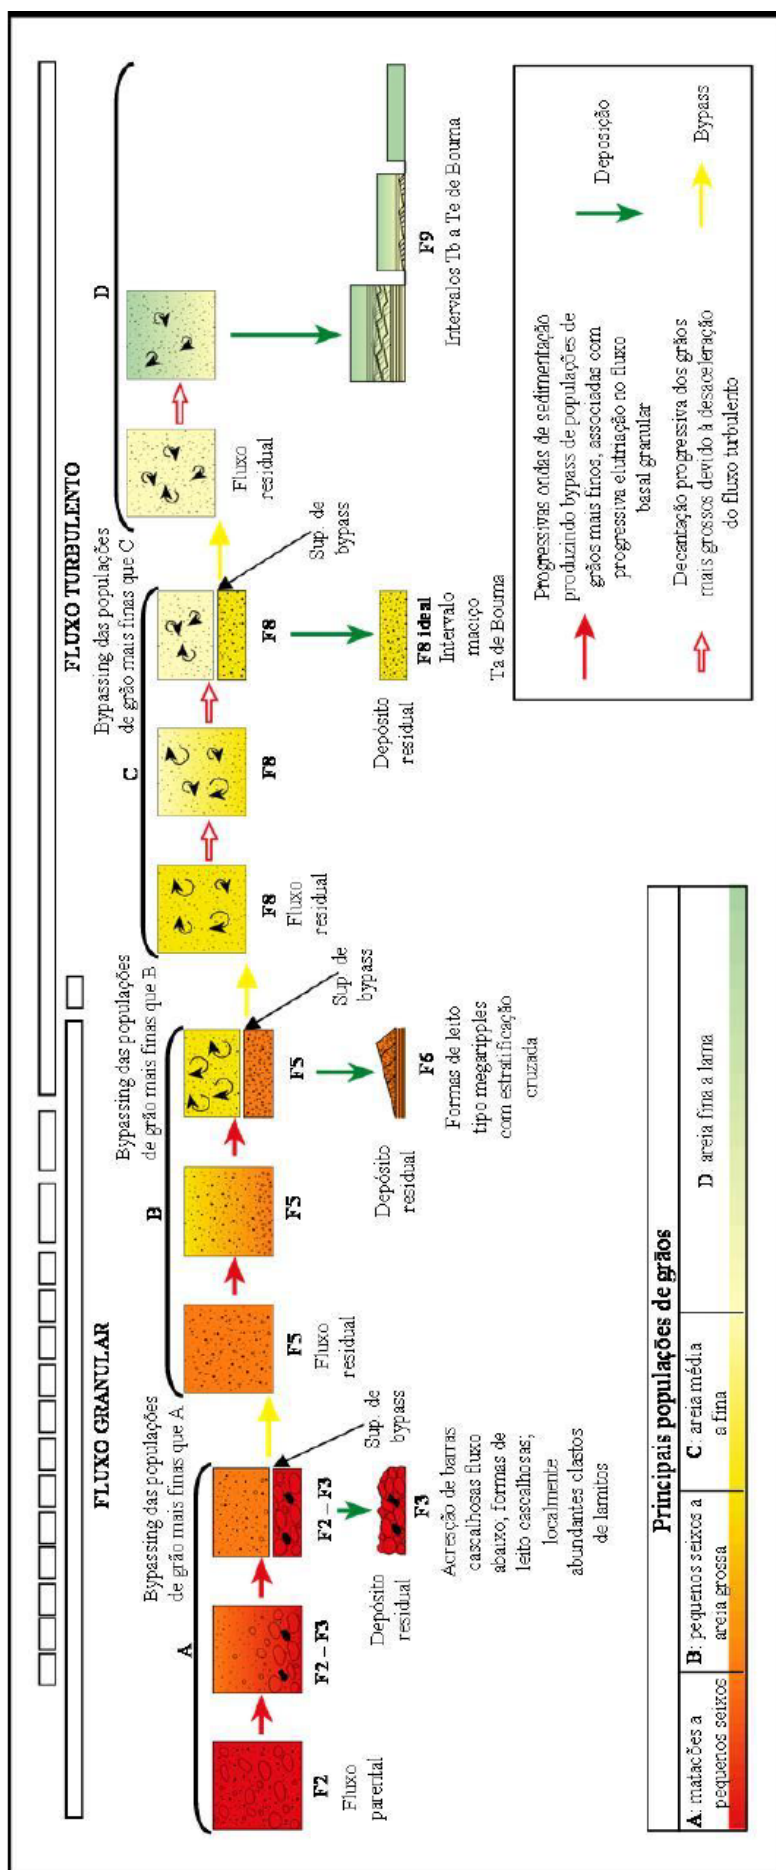 FLUXO GRANULAR
FLUXO TURBULENTO
Bypassing das populações
de grão mais finas que A
Bypassing das populações
de grão mais finas que B
Bypassing das populações
de grão mais finas que C
A
B
C
D
F2
Fluxo
parental
F2 – F3
F2 – F3
Sup. de
bypass
Depósito
residual
F3
Acresção de barras
cascalhosas fluxo
abaixo; formas de
leito cascalhosas;
localmente
abundantes clastos
de lamitos
F5
Fluxo
residual
F5
F5
Sup. de
bypass
Depósito
residual
F6
Formas de leito
tipo megaripples
com estratificação
cruzada
F8
Fluxo
residual
F8
F8
Sup. de
bypass
Depósito
residual
F8 ideal
Intervalo
maciço
Ta de Bouma
Fluxo
residual
F9
Intervalos Tb a Te de Bouma
Principais populações de grãos
A: matacões a
pequenos seixos
B: pequenos seixos a
areia grossa
C: areia média
a fina
D: areia fina a lama
Progressivas ondas de sedimentação
produzindo bypass de populações de
grãos mais finos, associadas com
progressiva elutriação no fluxo
basal granular
Decantação progressiva dos grãos
mais grossos devido à desaceleração
do fluxo turbulento
Deposição
Bypass